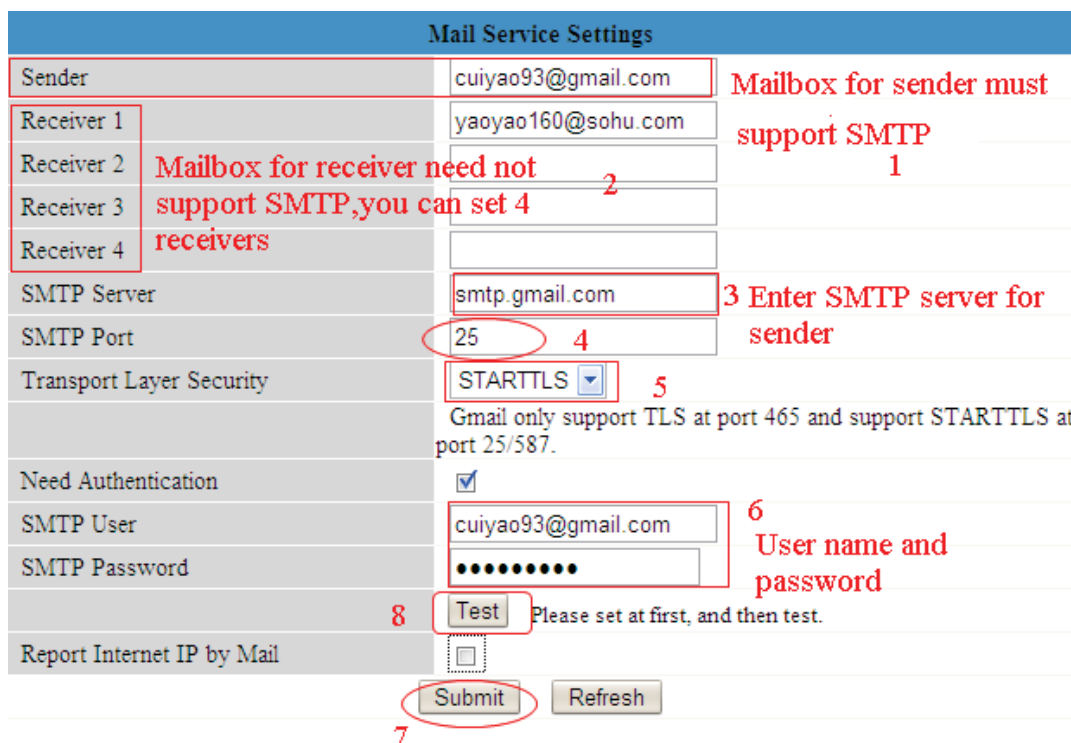 Mail Service Settings
Sender cuiyao93@gmail.com
Mailbox for sender must
support SMTP
1
Receiver 1 yaoyao160@sohu.com
Receiver 2
Receiver 3
Receiver 4
Mailbox for receiver need not
support SMTP,you can set 4
receivers
2
SMTP Server smtp.gmail.com
3 Enter SMTP server for
sender
SMTP Port 25 4
Transport Layer Security STARTTLS 5
Gmail only support TLS at port 465 and support STARTTLS at
port 25/587.
Need Authentication
SMTP User cuiyao93@gmail.com
SMTP Password •••••••••
6
User name and
password
8 Test Please set at first, and then test.
Report Internet IP by Mail
Submit Refresh
7